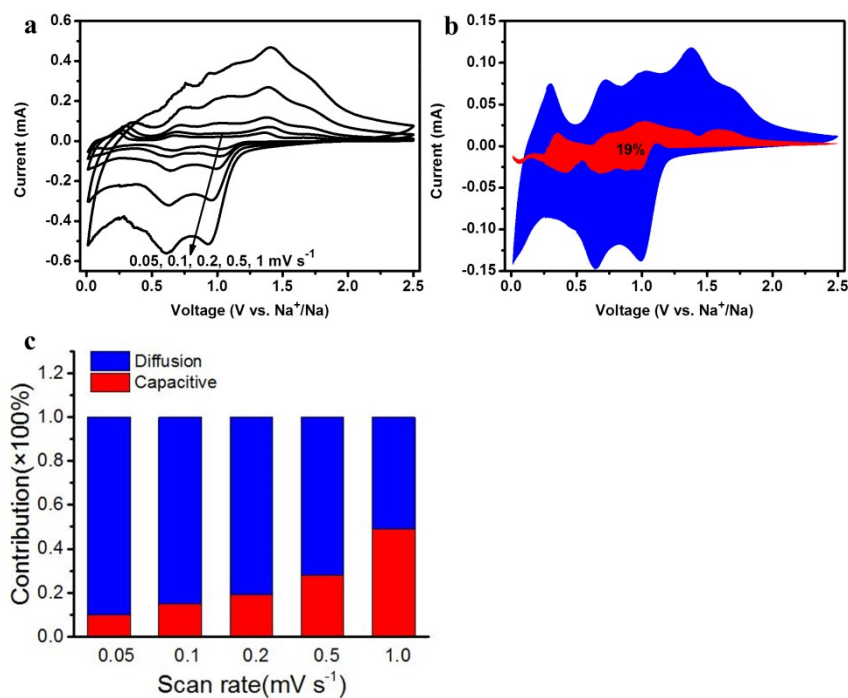 a
0.6
0.4
0.2
0.0
-0.2
-0.4
-0.6
Current (mA)
0.05, 0.1, 0.2, 0.5, 1 mV s⁻¹
0.0 0.5 1.0 1.5 2.0 2.5
Voltage (V vs. Na⁺/Na)
b
0.15
0.10
0.05
0.00
-0.05
-0.10
-0.15
Current (mA)
19%
0.0 0.5 1.0 1.5 2.0 2.5
Voltage (V vs. Na⁺/Na)
c
Diffusion
Capacitive
1.2
1.0
0.8
0.6
0.4
0.2
0.0
Contribution(×100%)
0.05 0.1 0.2 0.5 1.0
Scan rate(mV s⁻¹)